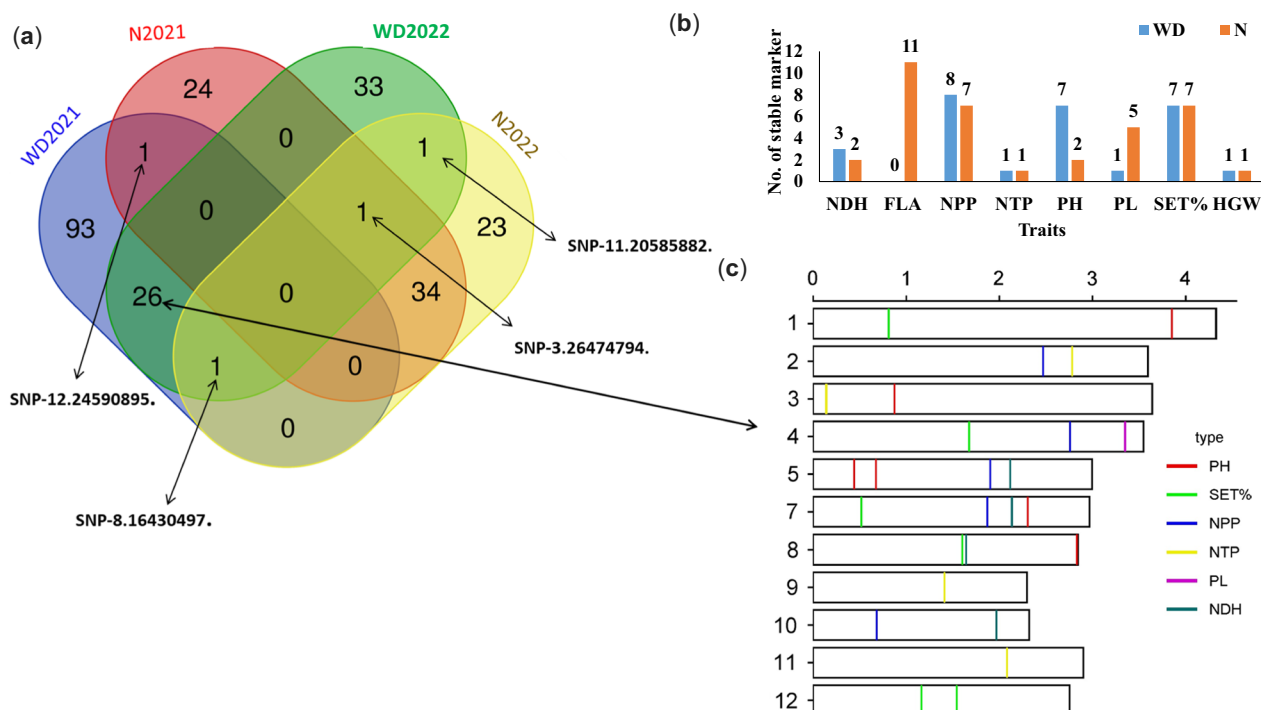 (a)
N2021
WD2022
WD2021
N2022
24
33
1
0
1
93
0
1
23
26
0
34
1
0
0
SNP-11.20585882.
SNP-3.26474794.
SNP-12.24590895.
SNP-8.16430497.
(b)
WD
N
No. of stable marker
12
10
8
6
4
2
0
3
2
0
11
8
7
1
1
7
2
1
5
7
7
1
1
NDH
FLA
NPP
NTP
PH
PL
SET%
HGW
Traits
(c)
0
1
2
3
4
1
2
3
4
5
7
8
9
10
11
12
type
PH
SET%
NPP
NTP
PL
NDH